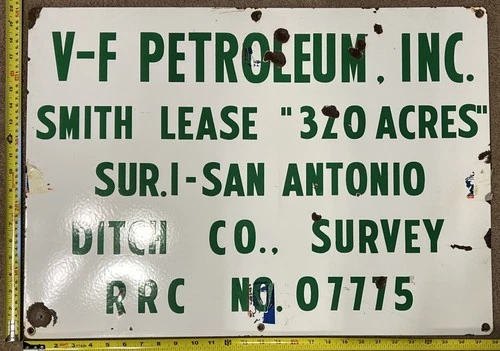 V-F PETROLEUM, INC.
SMITH LEASE "320 ACRES"
SUR.1-SAN ANTONIO
DITCH CO., SURVEY
RRC NO. 07775